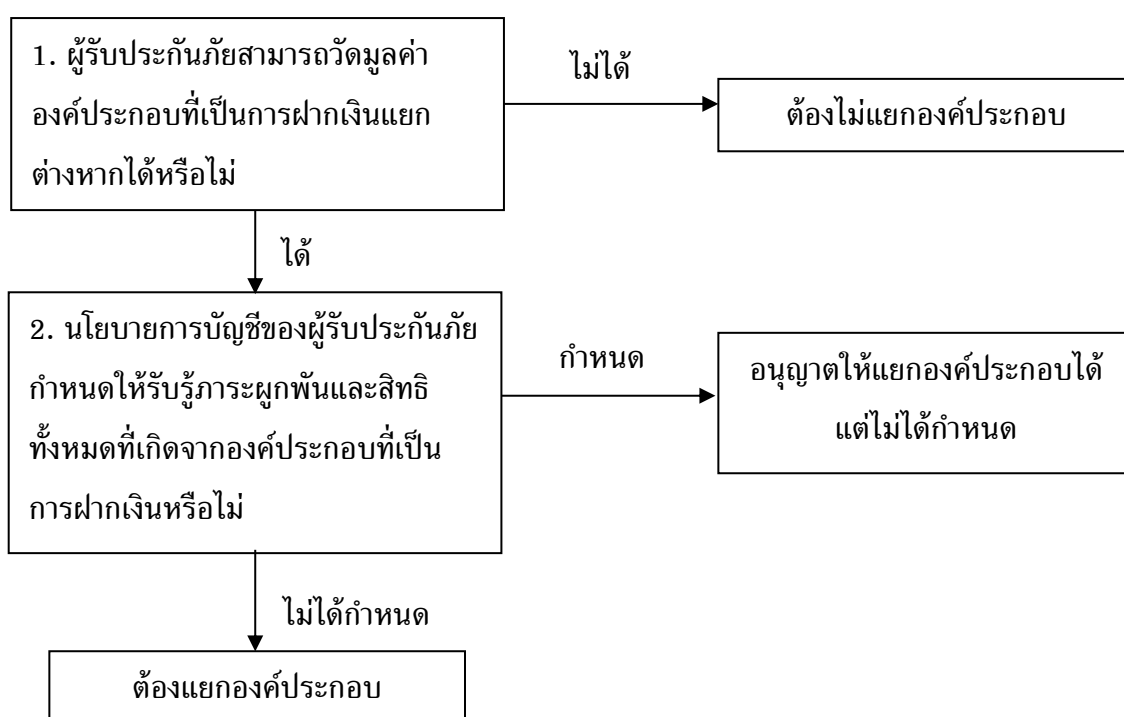 1. ผู้รับประกันภัยสามารถวัดมูลค่า
องค์ประกอบที่เป็นการฝากเงินแยก
ต่างหากได้หรือไม่
ไม่ได้
ต้องไม่แยกองค์ประกอบ
ได้
2. นโยบายการบัญชีของผู้รับประกันภัย
กำหนดให้รับรู้ภาระผูกพันและสิทธิ
ทั้งหมดที่เกิดจากองค์ประกอบที่เป็น
การฝากเงินหรือไม่
กำหนด
อนุญาตให้แยกองค์ประกอบได้
แต่ไม่ได้กำหนด
ไม่ได้กำหนด
ต้องแยกองค์ประกอบ